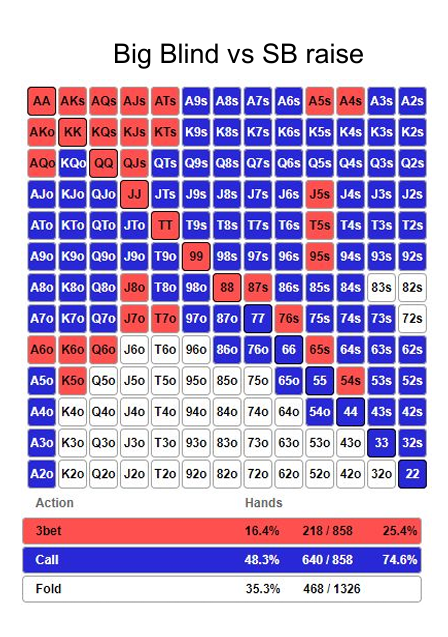 Big Blind vs SB raise
AA AKs AQs AJs ATs A9s A8s A7s A6s A5s A4s A3s A2s
AKo KK KQs KJs KTs K9s K8s K7s K6s K5s K4s K3s K2s
AQo KQo QQ QJs QTs Q9s Q8s Q7s Q6s Q5s Q4s Q3s Q2s
AJo KJo QJo JJ JTs J9s J8s J7s J6s J5s J4s J3s J2s
ATo KTo QTo JTo TT T9s T8s T7s T6s T5s T4s T3s T2s
A9o K9o Q9o J9o T9o 99 98s 97s 96s 95s 94s 93s 92s
A8o K8o Q8o J8o T8o 98o 88 87s 86s 85s 84s 83s 82s
A7o K7o Q7o J7o T7o 97o 87o 77 76s 75s 74s 73s 72s
A6o K6o Q6o J6o T6o 96o 86o 76o 66 65s 64s 63s 62s
A5o K5o Q5o J5o T5o 95o 85o 75o 65o 55 54s 53s 52s
A4o K4o Q4o J4o T4o 94o 84o 74o 64o 54o 44 43s 42s
A3o K3o Q3o J3o T3o 93o 83o 73o 63o 53o 43o 33 32s
A2o K2o Q2o J2o T2o 92o 82o 72o 62o 52o 42o 32o 22
Action Hands
3bet 16.4% 218 / 858 25.4%
Call 48.3% 640 / 858 74.6%
Fold 35.3% 468 / 1326